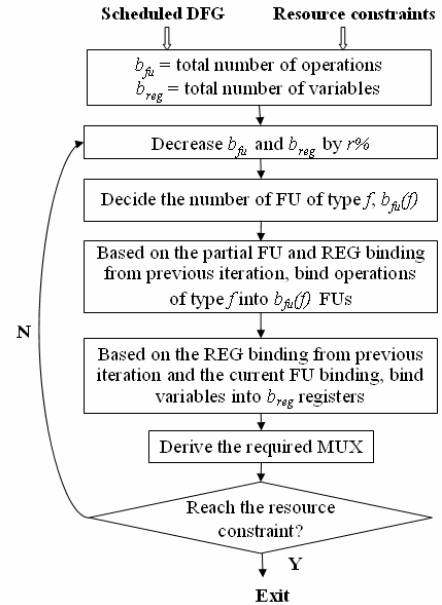 Scheduled DFG Resource constraints
b_fu = total number of operations
b_reg = total number of variables
Decrease b_fu and b_reg by r%
Decide the number of FU of type f, b_fu(f)
Based on the partial FU and REG binding
from previous iteration, bind operations
of type f into b_fu(f) FUs
N
Based on the REG binding from previous
iteration and the current FU binding, bind
variables into b_reg registers
Derive the required MUX
Reach the resource
constraint?
Y
Exit